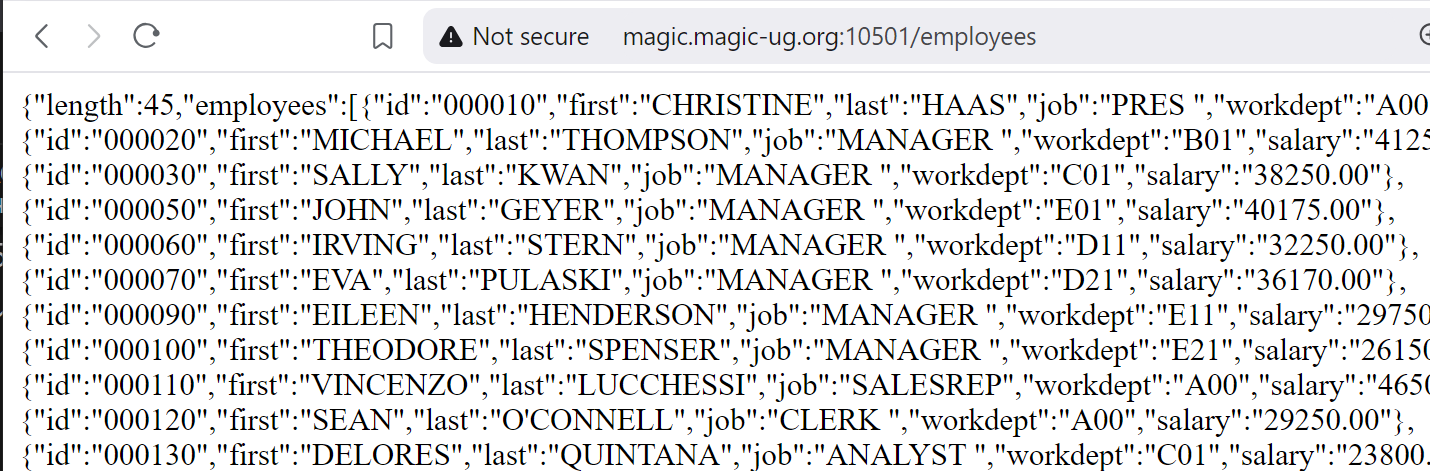 Not secure magic.magic-ug.org:10501/employees
{"length":45,"employees":[{"id":"000010","first":"CHRISTINE","last":"HAAS","job":"PRES ","workdept":"A00
{"id":"000020","first":"MICHAEL","last":"THOMPSON","job":"MANAGER ","workdept":"B01","salary":"4125
{"id":"000030","first":"SALLY","last":"KWAN","job":"MANAGER ","workdept":"C01","salary":"38250.00"},
{"id":"000050","first":"JOHN","last":"GEYER","job":"MANAGER ","workdept":"E01","salary":"40175.00"},
{"id":"000060","first":"IRVING","last":"STERN","job":"MANAGER ","workdept":"D11","salary":"32250.00"},
{"id":"000070","first":"EVA","last":"PULASKI","job":"MANAGER ","workdept":"D21","salary":"36170.00"},
{"id":"000090","first":"EILEEN","last":"HENDERSON","job":"MANAGER ","workdept":"E11","salary":"29750
{"id":"000100","first":"THEODORE","last":"SPENSER","job":"MANAGER ","workdept":"E21","salary":"26150
{"id":"000110","first":"VINCENZO","last":"LUCCHESSI","job":"SALESREP","workdept":"A00","salary":"4650
{"id":"000120","first":"SEAN","last":"O'CONNELL","job":"CLERK ","workdept":"A00","salary":"29250.00"},
{"id":"000130","first":"DELORES","last":"QUINTANA","job":"ANALYST ","workdept":"C01","salary":"23800.